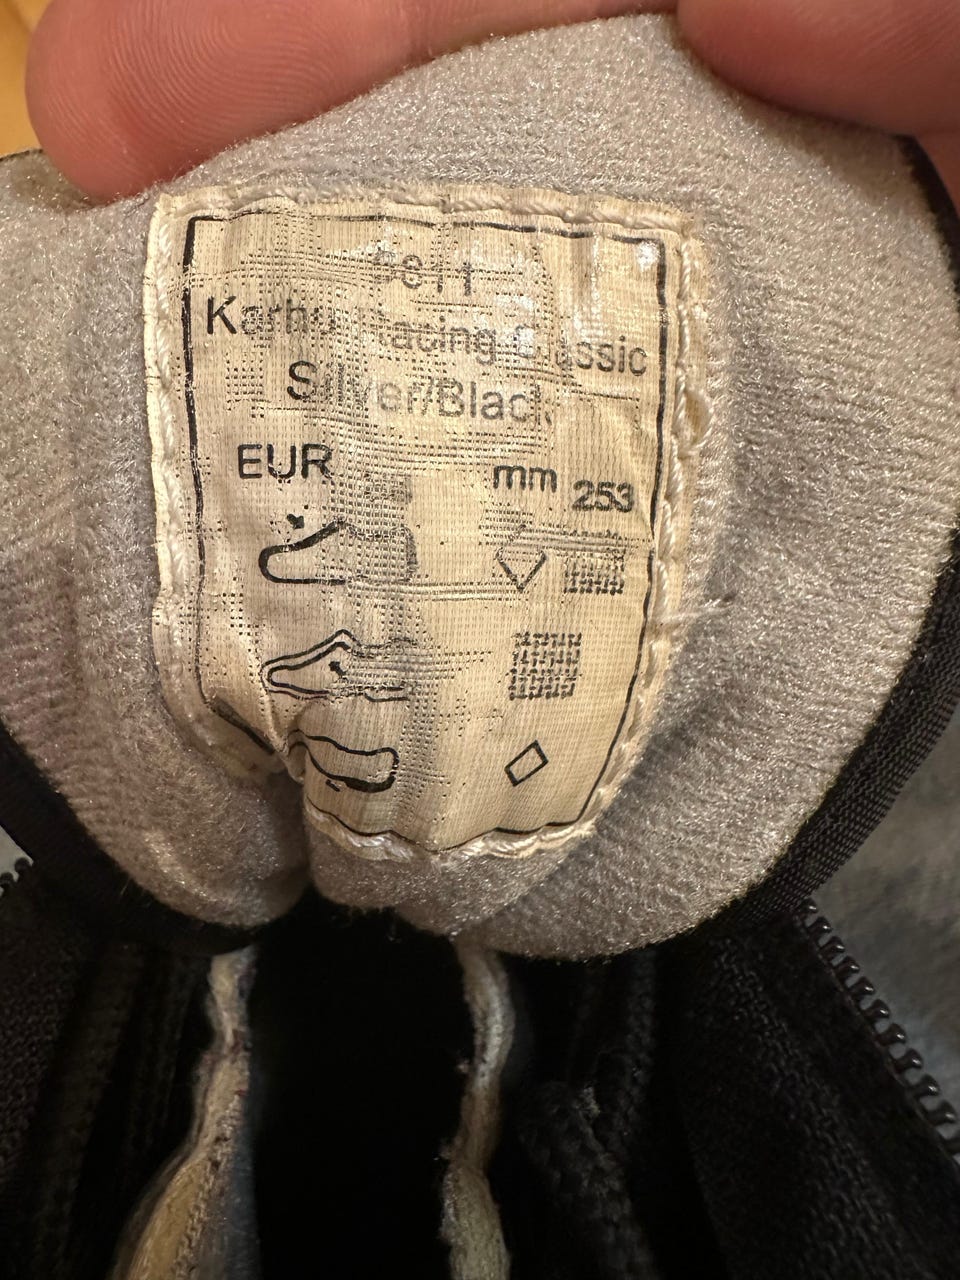 Karhu Racing Classic
Silver/Black
EUR mm 253